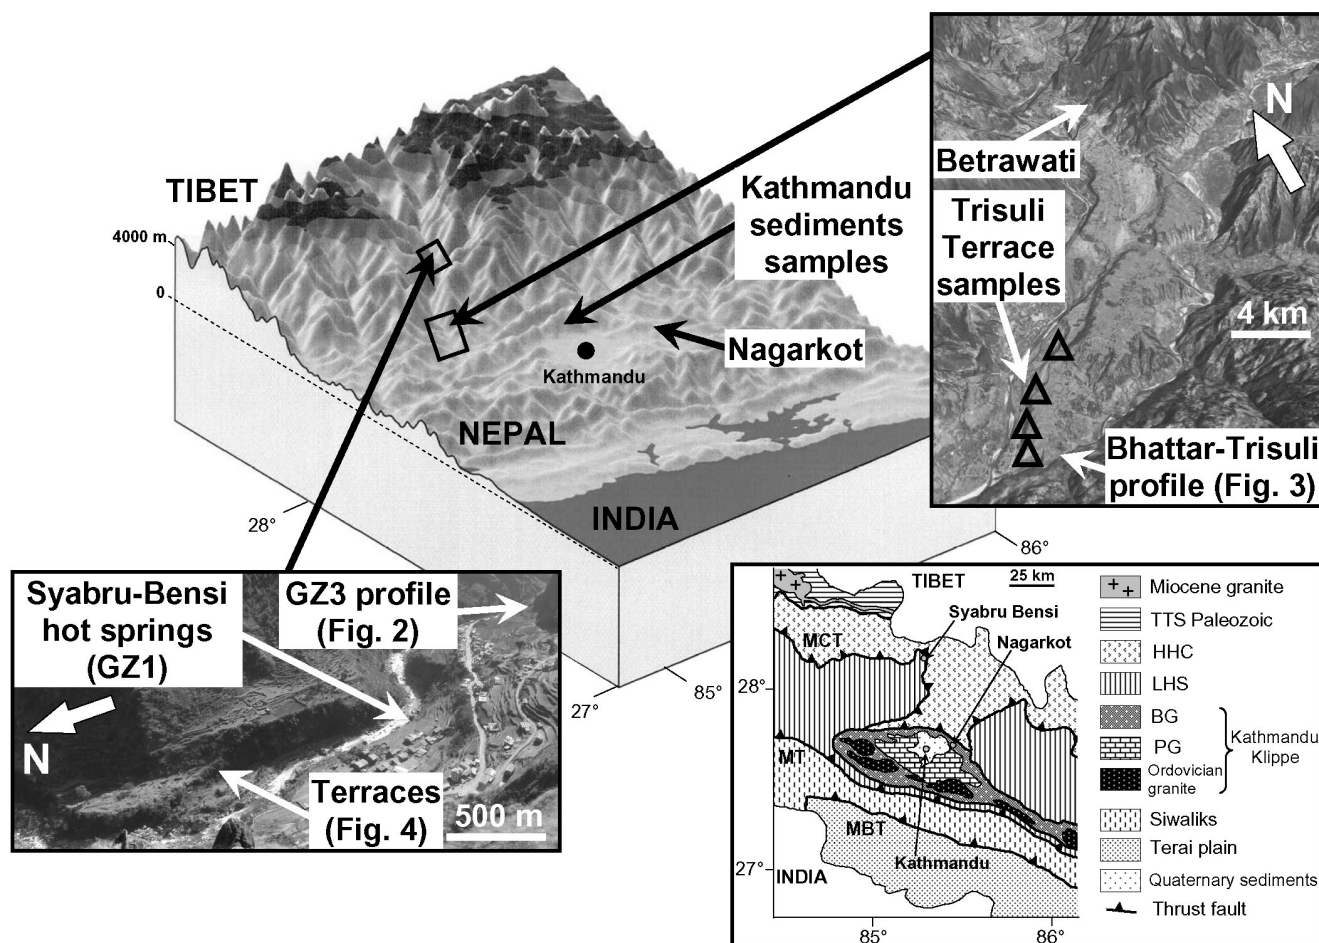 TIBET
4000 m
0
Kathmandu
sediments
samples
Nagarkot
Kathmandu
NEPAL
INDIA
28°
27°
85°
86°
N
Betrawati
Trisuli
Terrace
samples
4 km
Bhattar-Trisuli
profile (Fig. 3)
Syabru-Bensi
hot springs
(GZ1)
GZ3 profile
(Fig. 2)
N
Terraces
(Fig. 4)
500 m
TIBET
25 km
Syabru Bensi
Nagarkot
MCT
28°
MT
MBT
Kathmandu
27°
INDIA
85°
86°
Miocene granite
TTS Paleozoic
HHC
LHS
BG
PG
Ordovician
granite
Kathmandu
Klippe
Siwaliks
Terai plain
Quaternary sediments
Thrust fault